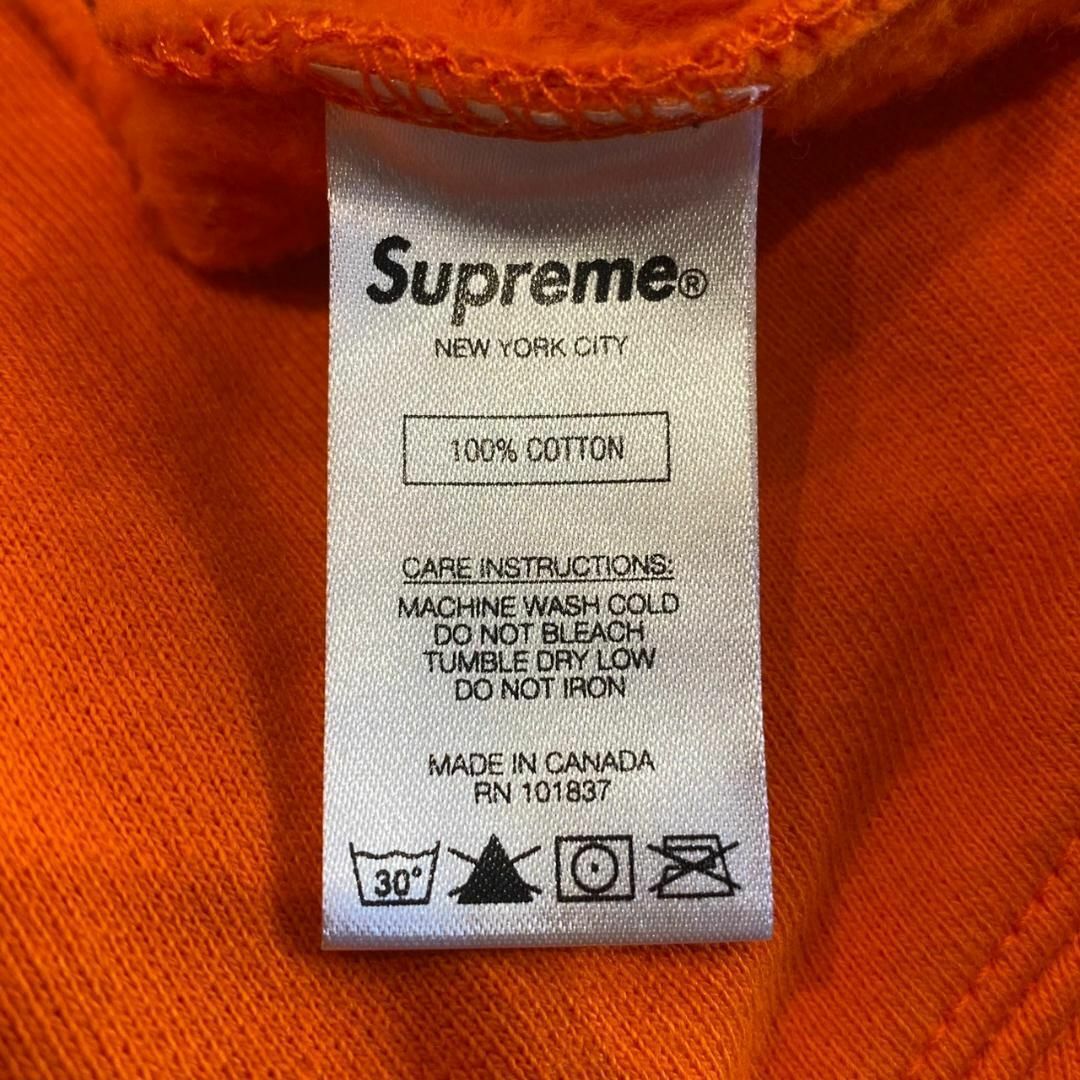 Supreme®
NEW YORK CITY
100% COTTON
CARE INSTRUCTIONS:
MACHINE WASH COLD
DO NOT BLEACH
TUMBLE DRY LOW
DO NOT IRON
MADE IN CANADA
RN 101837
30°